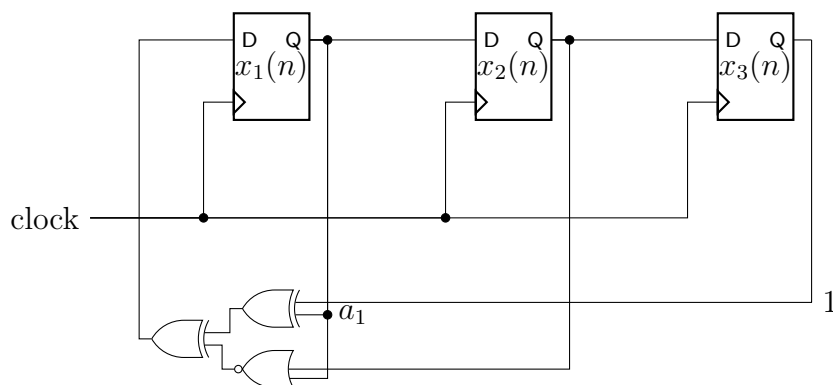 D Q D Q D Q
x₁(n) x₂(n) x₃(n)
clock
a₁ 1